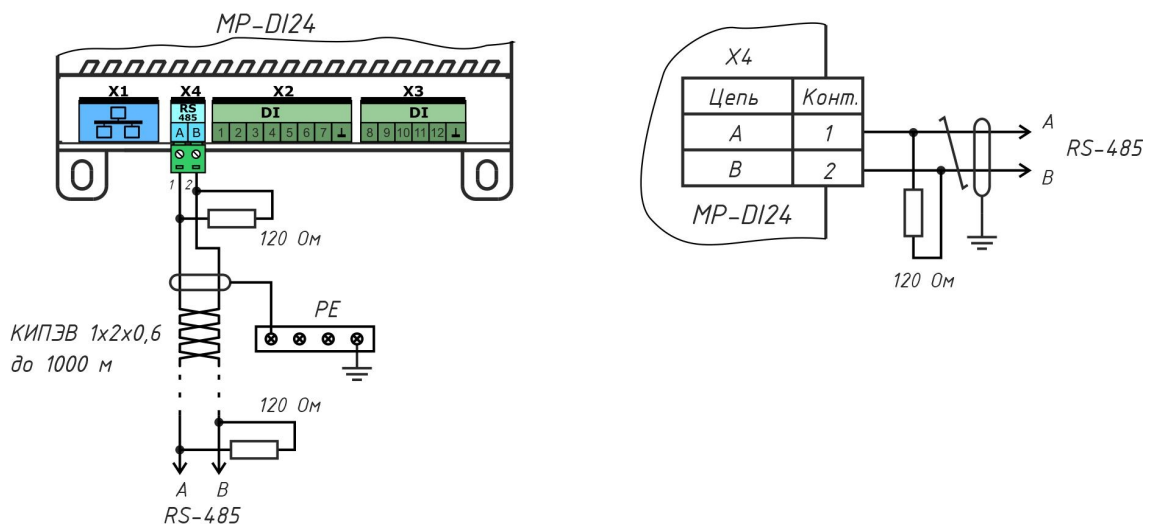 MP-DI24
X1 X4 X2 X3
RS
485
DI DI
A B 1 2 3 4 5 6 7 ⊥ 8 9 10 11 12 ⊥
1 2
120 Ом
КИПЭВ 1x2x0,6
до 1000 м
PE
120 Ом
A B
RS-485
X4
Цепь Конт.
A 1
B 2
MP-DI24
A
RS-485
B
120 Ом